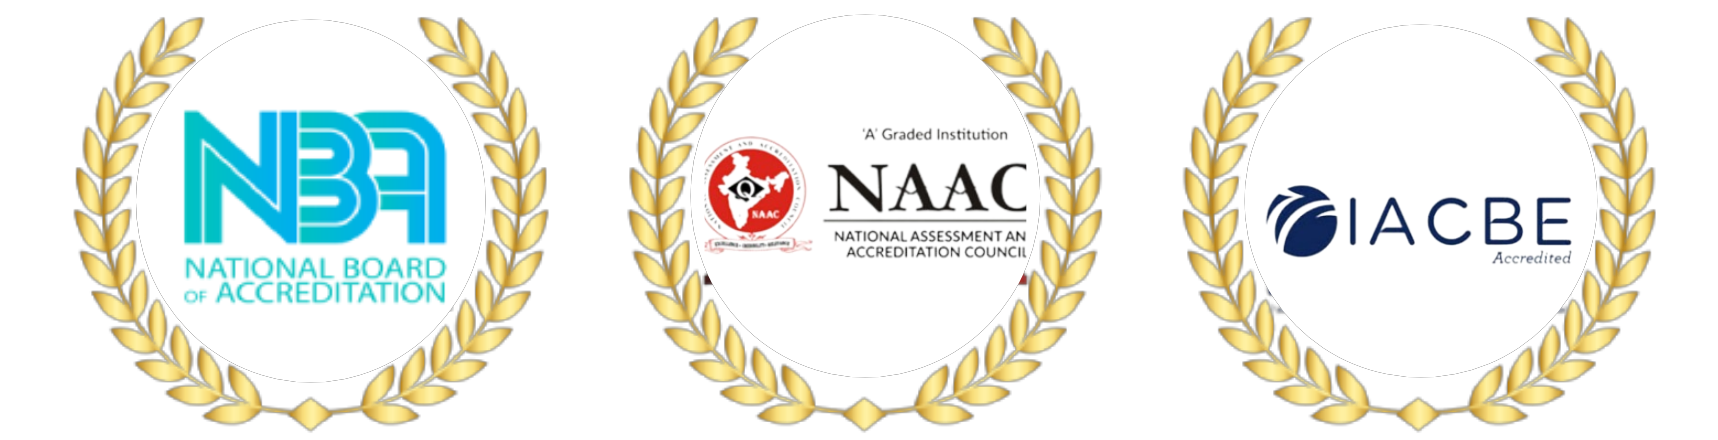 NBA
NATIONAL BOARD
OF ACCREDITATION
'A' Graded Institution
NAAC
NATIONAL ASSESSMENT AN
ACCREDITATION COUNCIL
NAAC
IACBE
Accredited